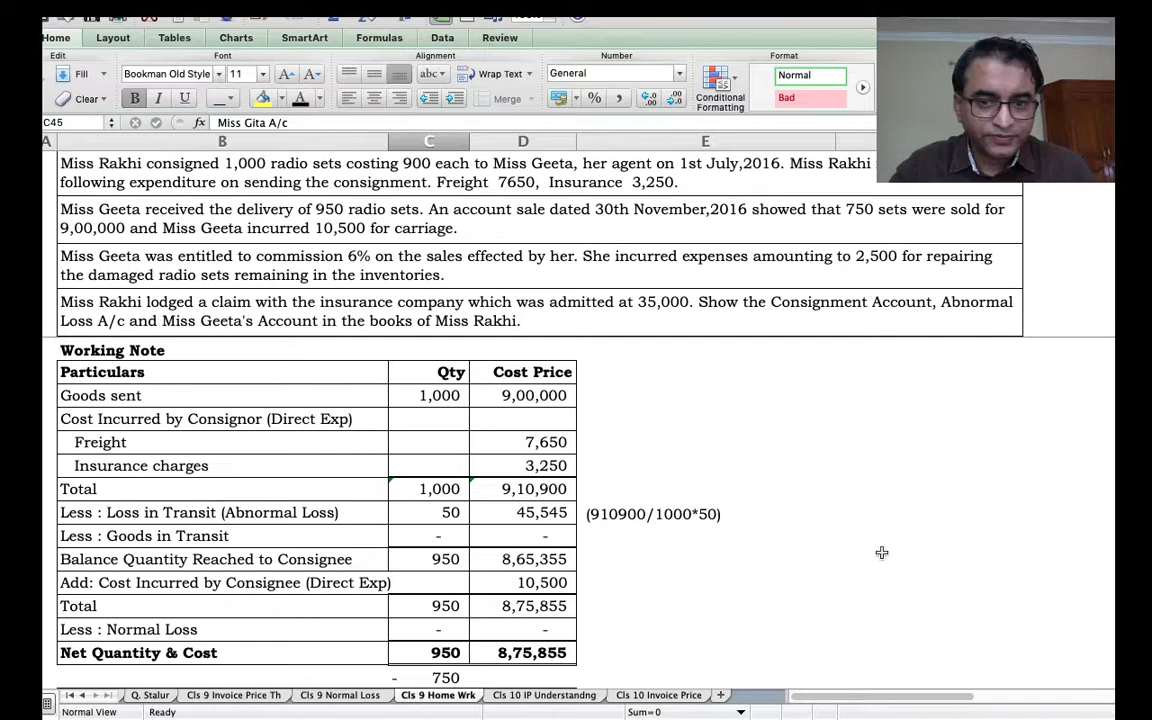 Home Layout Tables Charts SmartArt Formulas Data Review
Edit Font Alignment Number Format
Fill Bookman Old Style 11 A A abc Wrap Text General Normal
Clear B I U A Merge % Conditional Formatting Bad
C45 fx Miss Gita A/c
A B C D E
Miss Rakhi consigned 1,000 radio sets costing 900 each to Miss Geeta, her agent on 1st July,2016. Miss Rakhi
following expenditure on sending the consignment. Freight 7650, Insurance 3,250.
Miss Geeta received the delivery of 950 radio sets. An account sale dated 30th November,2016 showed that 750 sets were sold for
9,00,000 and Miss Geeta incurred 10,500 for carriage.
Miss Geeta was entitled to commission 6% on the sales effected by her. She incurred expenses amounting to 2,500 for repairing
the damaged radio sets remaining in the inventories.
Miss Rakhi lodged a claim with the insurance company which was admitted at 35,000. Show the Consignment Account, Abnormal
Loss A/c and Miss Geeta's Account in the books of Miss Rakhi.
Working Note
Particulars Qty Cost Price
Goods sent 1,000 9,00,000
Cost Incurred by Consignor (Direct Exp)
Freight 7,650
Insurance charges 3,250
Total 1,000 9,10,900
Less : Loss in Transit (Abnormal Loss) 50 45,545 (910900/1000*50)
Less : Goods in Transit - -
Balance Quantity Reached to Consignee 950 8,65,355
Add: Cost Incurred by Consignee (Direct Exp) 10,500
Total 950 8,75,855
Less : Normal Loss - -
Net Quantity & Cost 950 8,75,855
- 750
Q. Stalur Cls 9 Invoice Price Th Cls 9 Normal Loss Cls 9 Home Wrk Cls 10 IP Understandng Cls 10 Invoice Price +
Normal View Ready Sum=0